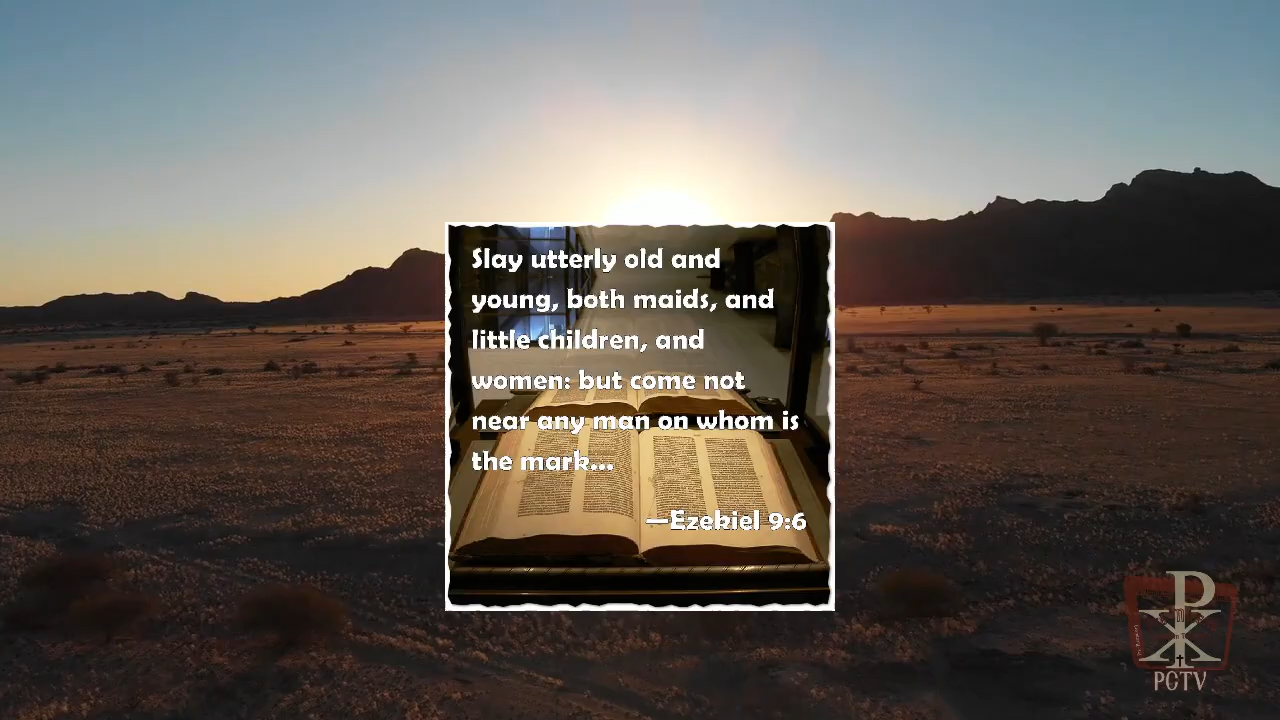 Slay utterly old and
young, both maids, and
little children, and
women: but come not
near any man on whom is
the mark...
—Ezekiel 9:6
PCTV